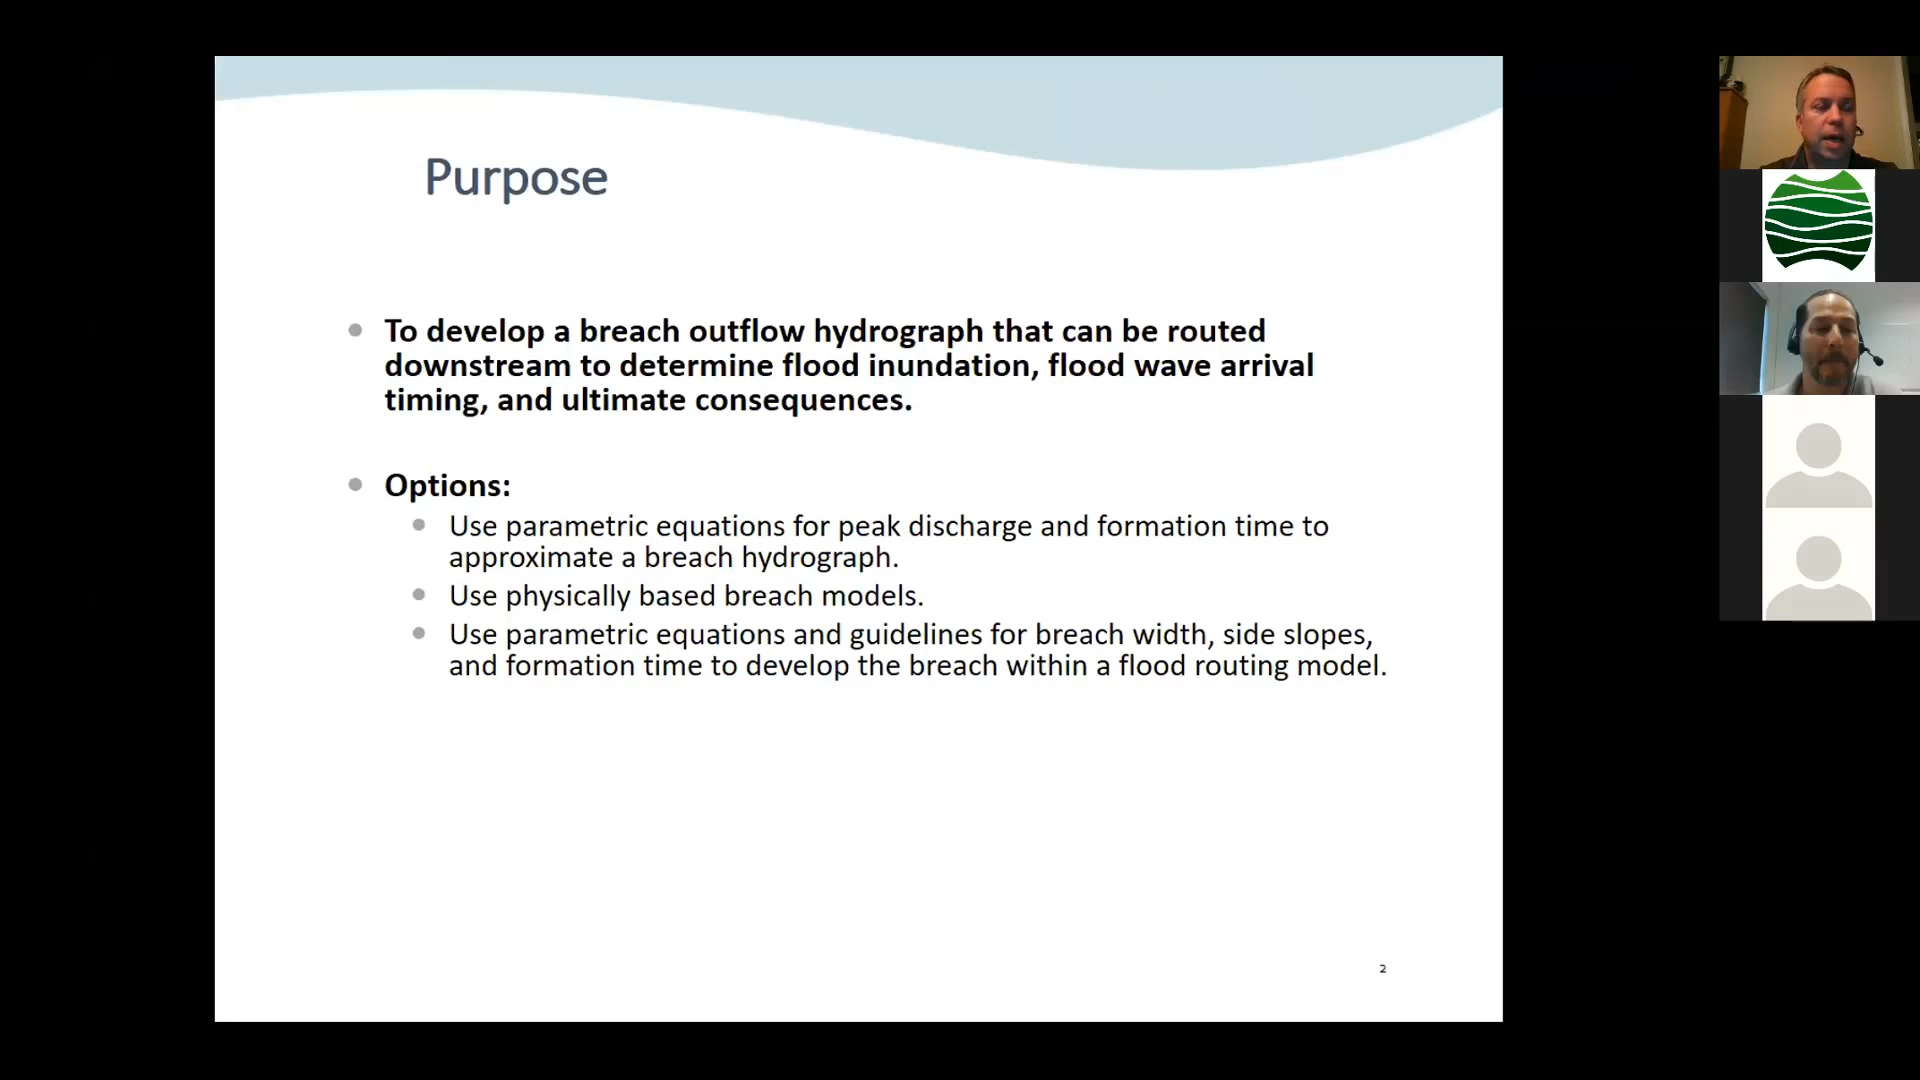 Purpose
To develop a breach outflow hydrograph that can be routed
downstream to determine flood inundation, flood wave arrival
timing, and ultimate consequences.
Options:
Use parametric equations for peak discharge and formation time to
approximate a breach hydrograph.
Use physically based breach models.
Use parametric equations and guidelines for breach width, side slopes,
and formation time to develop the breach within a flood routing model.
2